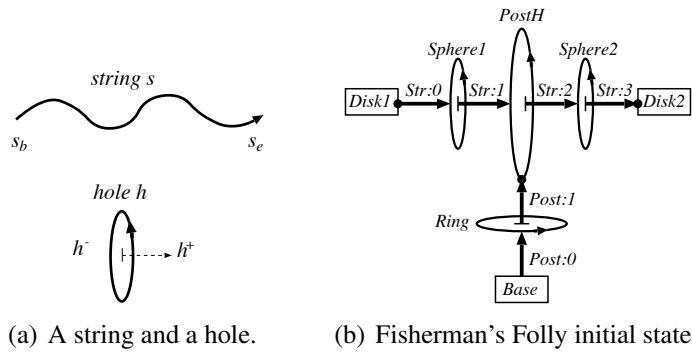 string s
s_b
s_e
hole h
h^-
h^+
(a) A string and a hole.
PostH
Sphere1
Sphere2
Disk1
Str:0
Str:1
Str:2
Str:3
Disk2
Post:1
Ring
Post:0
Base
(b) Fisherman's Folly initial state